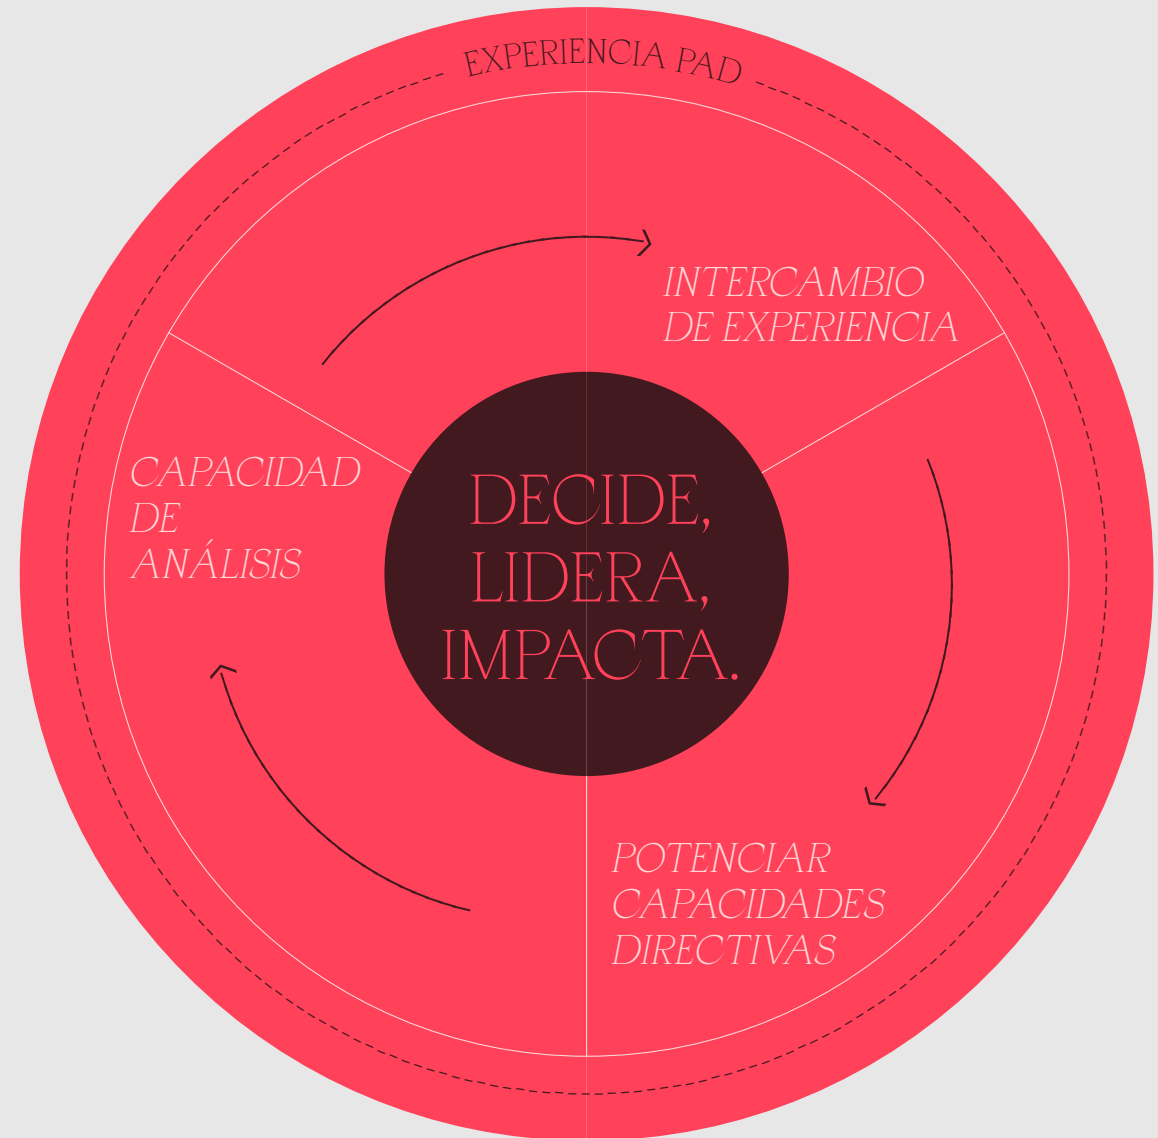 EXPERIENCIA PAD
INTERCAMBIO
DE EXPERIENCIA
CAPACIDAD
DE
ANÁLISIS
DECIDE,
LIDERA,
IMPACTA.
POTENCIAR
CAPACIDADES
DIRECTIVAS